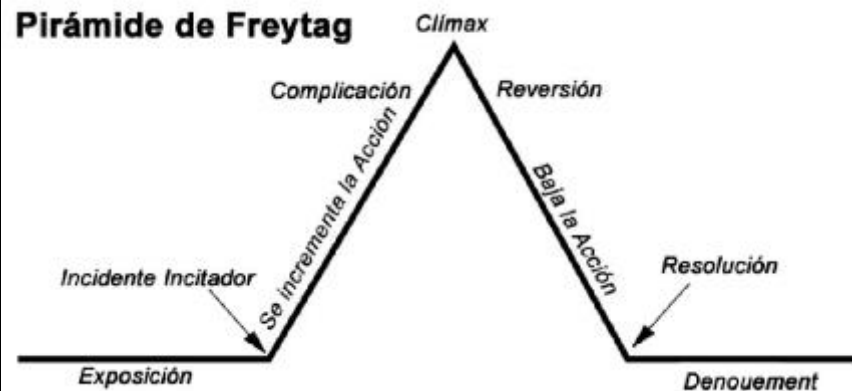 Pirámide de Freytag
Clímax
Complicación
Reversión
Se incrementa la Acción
Baja la Acción
Incidente Incitador
Resolución
Exposición
Denouement